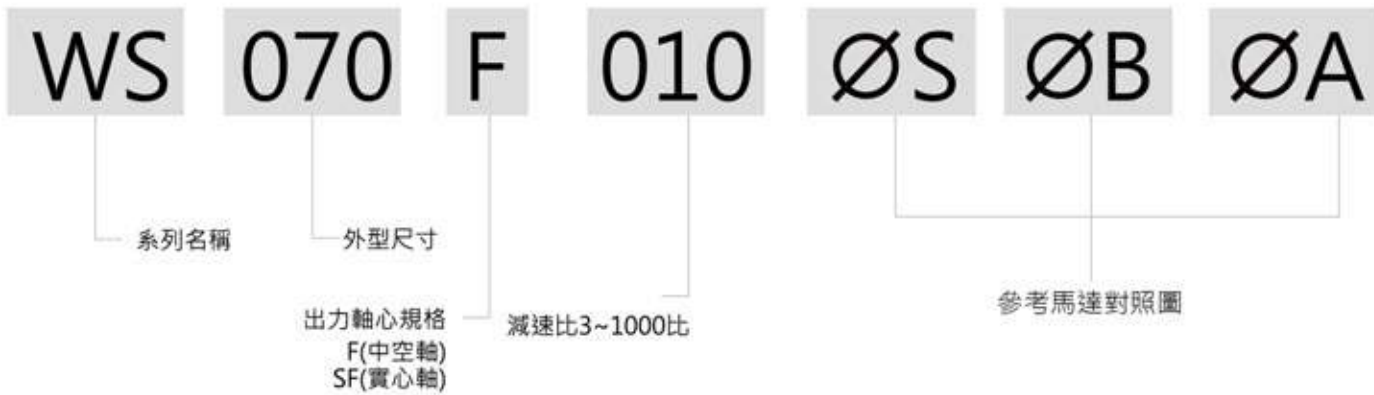 WS 070 F 010 ØS ØB ØA
系列名稱
外型尺寸
出力軸心規格
F(中空軸)
SF(實心軸)
減速比3~1000比
參考馬達對照圖